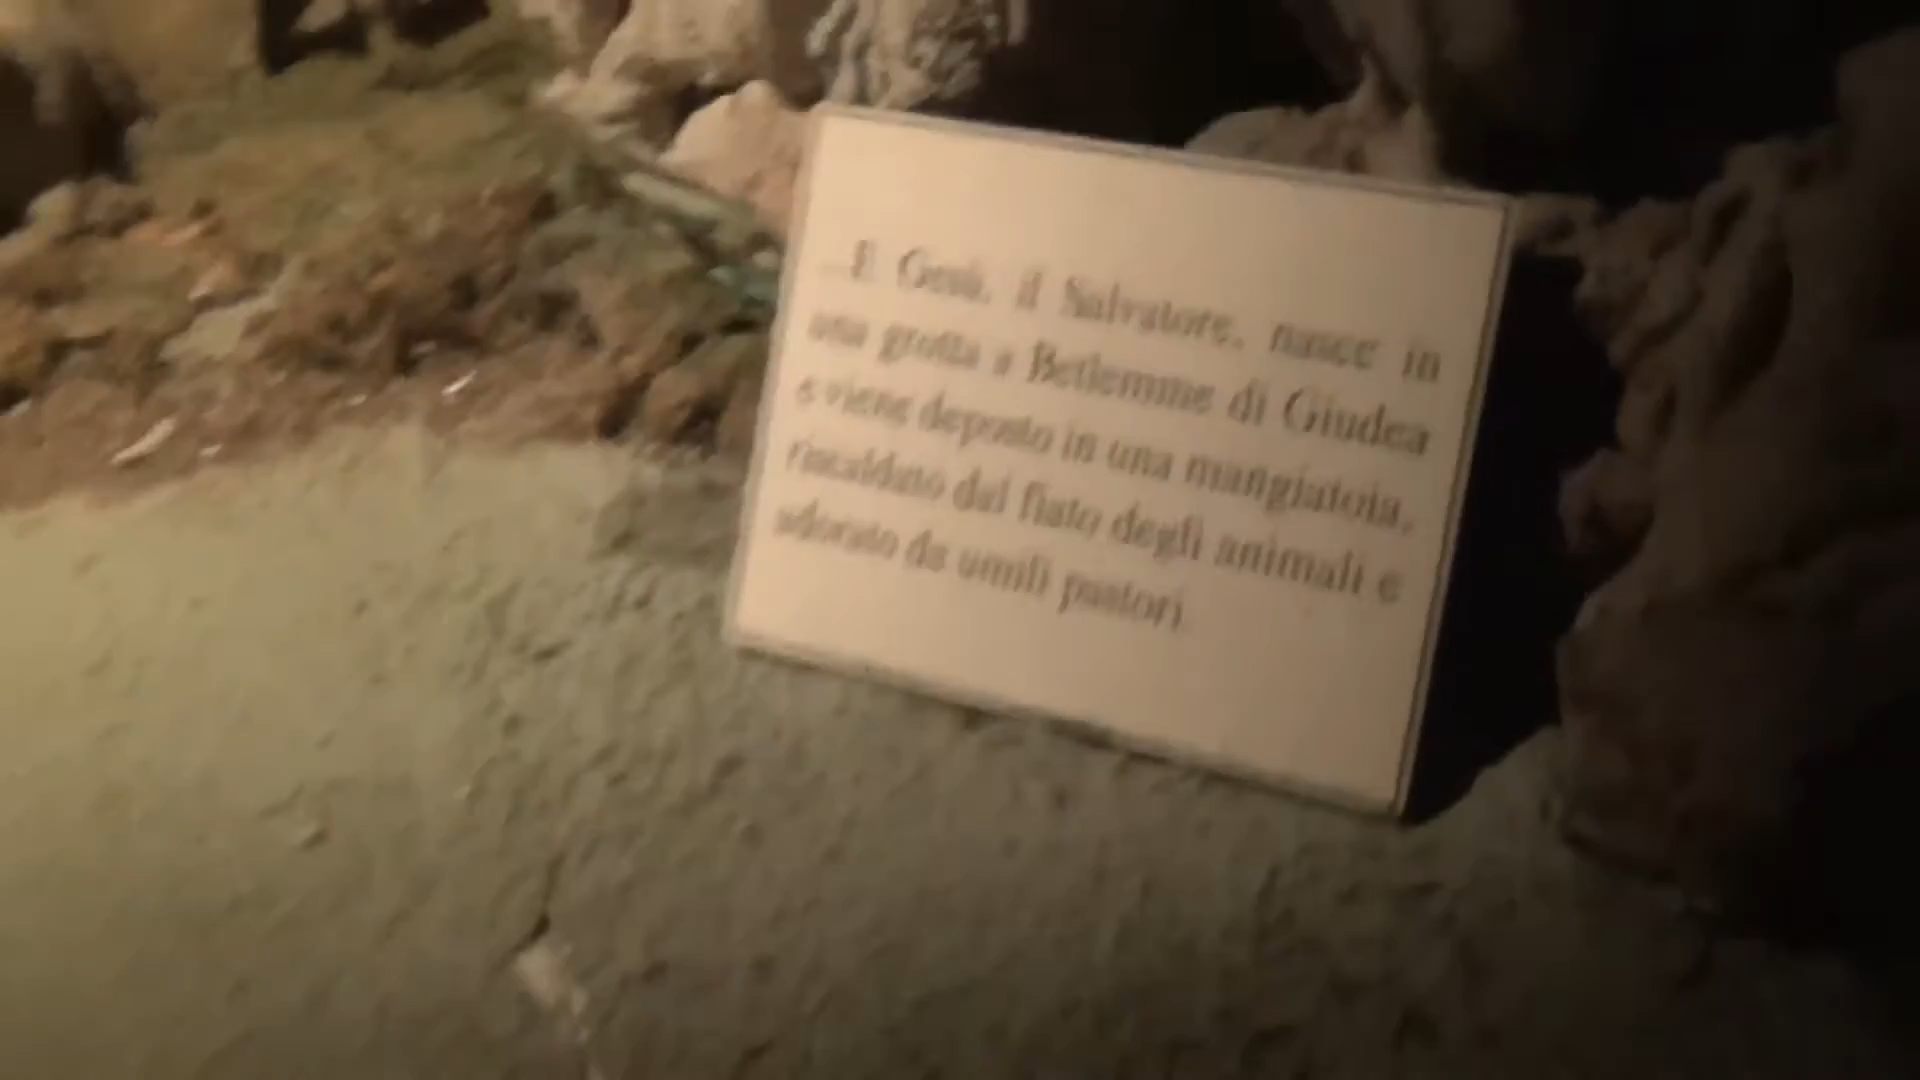 ...E Gesù, il Salvatore, nasce in
una grotta a Betlemme di Giudea
e viene deposto in una mangiatoia,
riscaldato dal fiato degli animali e
adorato da umili pastori